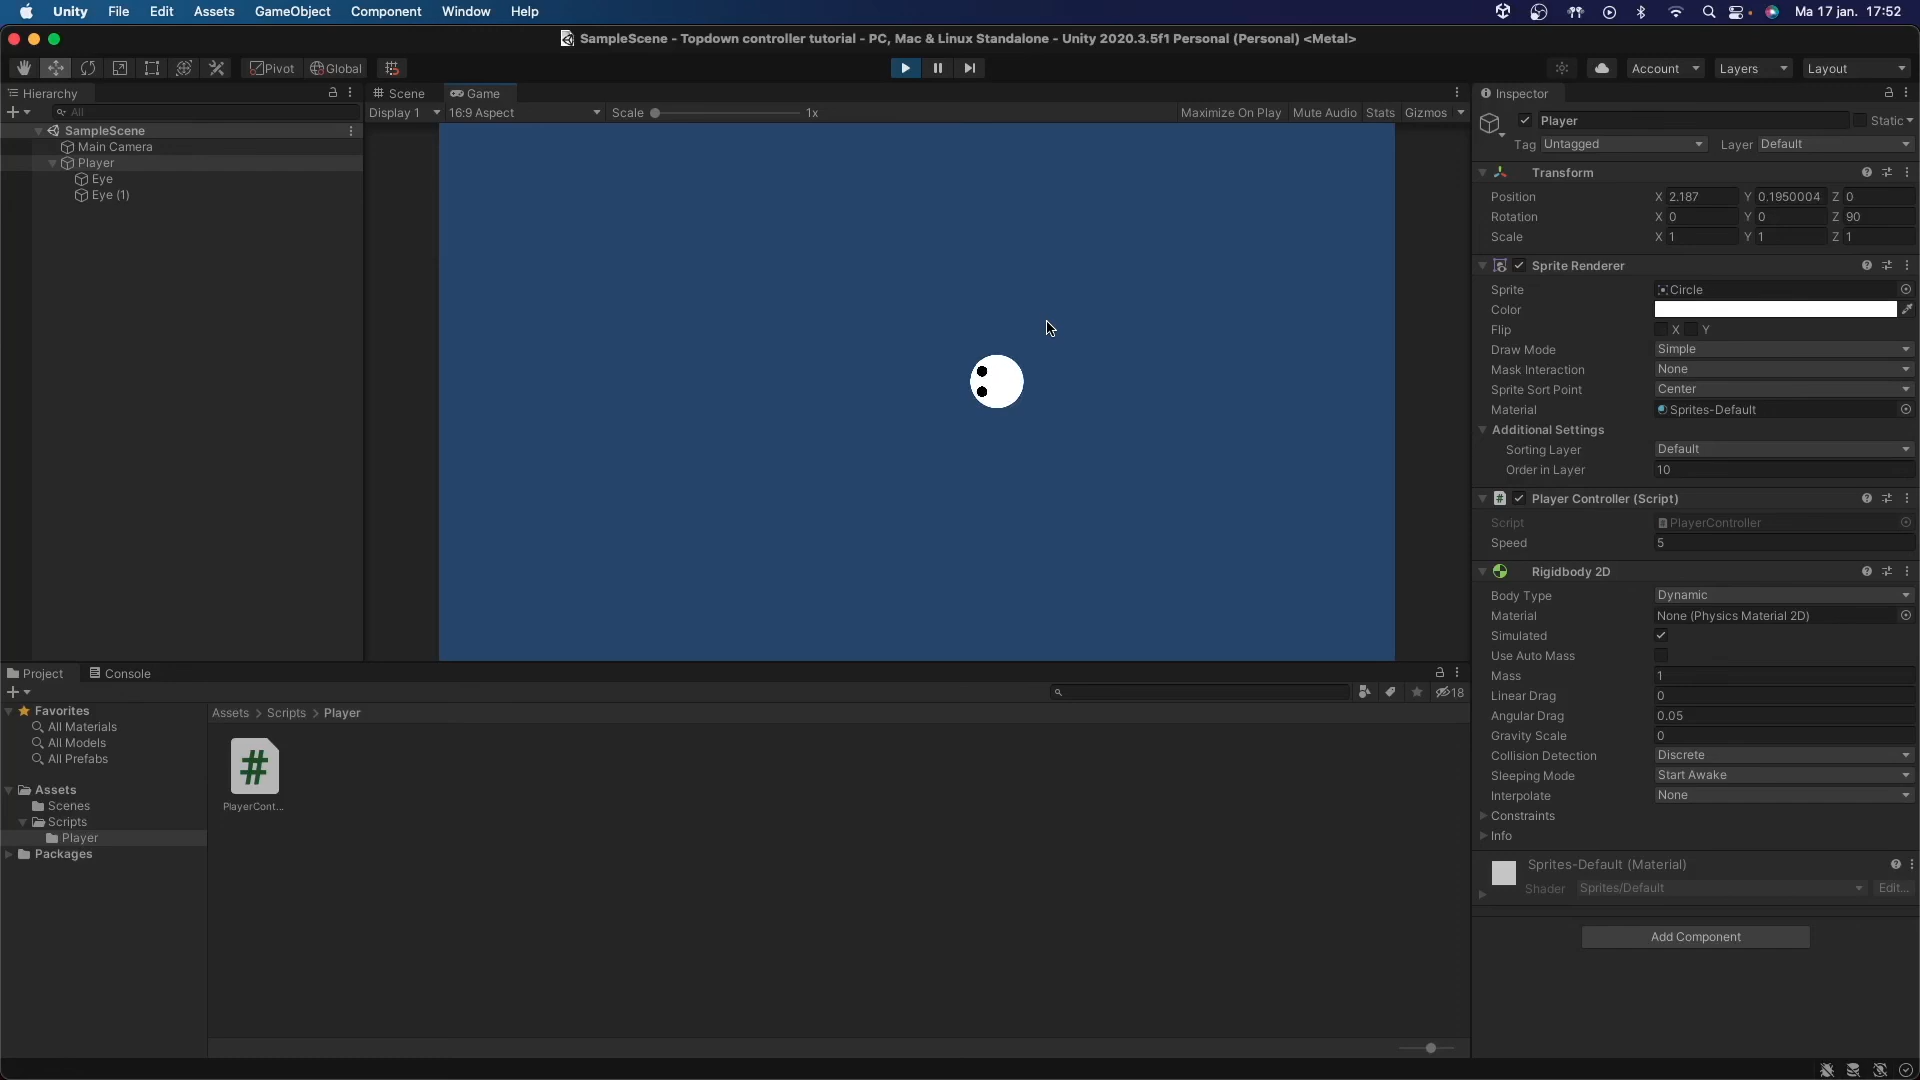 Unity File Edit Assets GameObject Component Window Help Ma 17 jan. 17:52
SampleScene - Topdown controller tutorial - PC, Mac & Linux Standalone - Unity 2020.3.5f1 Personal (Personal) <Metal>
Pivot Global Account Layers Layout
Hierarchy
All
SampleScene
Main Camera
Player
Eye
Eye (1)
Scene Game
Display 1 16:9 Aspect Scale 1x Maximize On Play Mute Audio Stats Gizmos
Inspector
Player Static
Tag Untagged Layer Default
Transform
Position X 2.187 Y 0.1950004 Z 0
Rotation X 0 Y 0 Z 90
Scale X 1 Y 1 Z 1
Sprite Renderer
Sprite Circle
Color
Flip X Y
Draw Mode Simple
Mask Interaction None
Sprite Sort Point Center
Material Sprites-Default
Additional Settings
Sorting Layer Default
Order in Layer 10
# Player Controller (Script)
Script PlayerController
Speed 5
Rigidbody 2D
Body Type Dynamic
Material None (Physics Material 2D)
Simulated
Use Auto Mass
Mass 1
Linear Drag 0
Angular Drag 0.05
Gravity Scale 0
Collision Detection Discrete
Sleeping Mode Start Awake
Interpolate None
Constraints
Info
Sprites-Default (Material)
Shader Sprites/Default Edit...
Add Component
Project Console
18
Favorites
All Materials
All Models
All Prefabs
Assets
Scenes
Scripts
Player
Packages
Assets > Scripts > Player
#
PlayerCont...